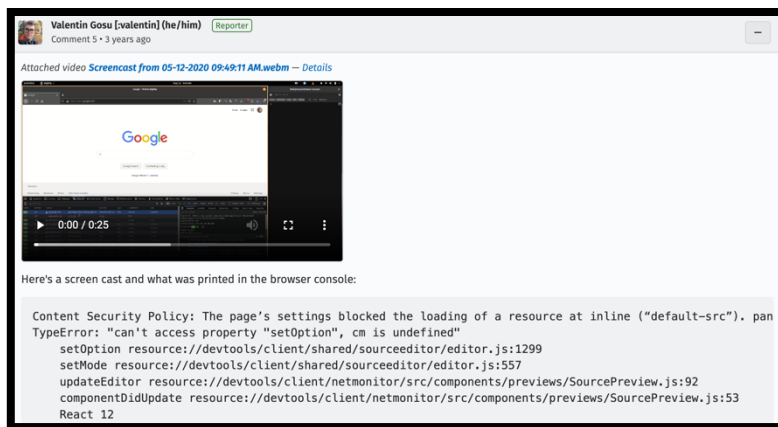 Valentin Gosu [:valentin] (he/him) Reporter
Comment 5 • 3 years ago
Attached video Screencast from 05-12-2020 09:49:11 AM.webm — Details
Google
0:00 / 0:25
Here's a screen cast and what was printed in the browser console:
Content Security Policy: The page’s settings blocked the loading of a resource at inline (“default-src”). pan
TypeError: "can't access property "setOption", cm is undefined"
setOption resource://devtools/client/shared/sourceeditor/editor.js:1299
setMode resource://devtools/client/shared/sourceeditor/editor.js:557
updateEditor resource://devtools/client/netmonitor/src/components/previews/SourcePreview.js:92
componentDidUpdate resource://devtools/client/netmonitor/src/components/previews/SourcePreview.js:53
React 12